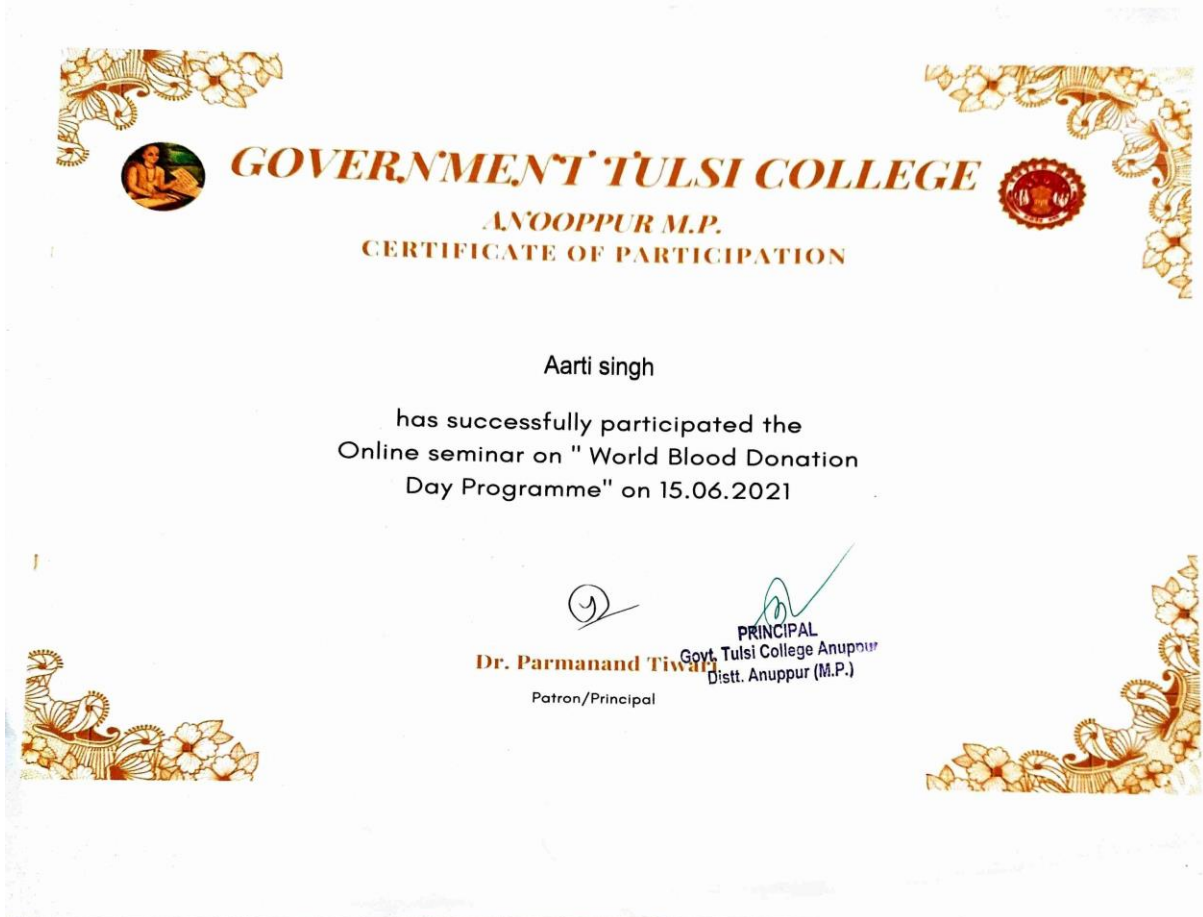 GOVERNMENT TULSI COLLEGE
ANOOPPUR M.P.
CERTIFICATE OF PARTICIPATION
Aarti singh
has successfully participated the
Online seminar on " World Blood Donation
Day Programme" on 15.06.2021
Dr. Parmanand Tiwari
Patron/Principal
PRINCIPAL
Govt. Tulsi College Anuppur
Distt. Anuppur (M.P.)